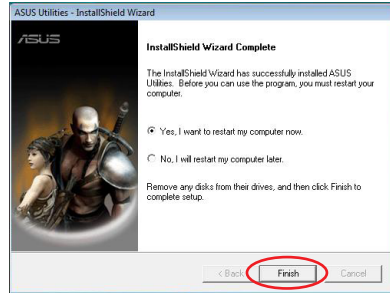 ASUS Utilities - InstallShield Wizard
ASUS
InstallShield Wizard Complete
The InstallShield Wizard has successfully installed ASUS
Utilities. Before you can use the program, you must restart your
computer.
Yes, I want to restart my computer now.
No, I will restart my computer later.
Remove any disks from their drives, and then click Finish to
complete setup.
< Back Finish Cancel